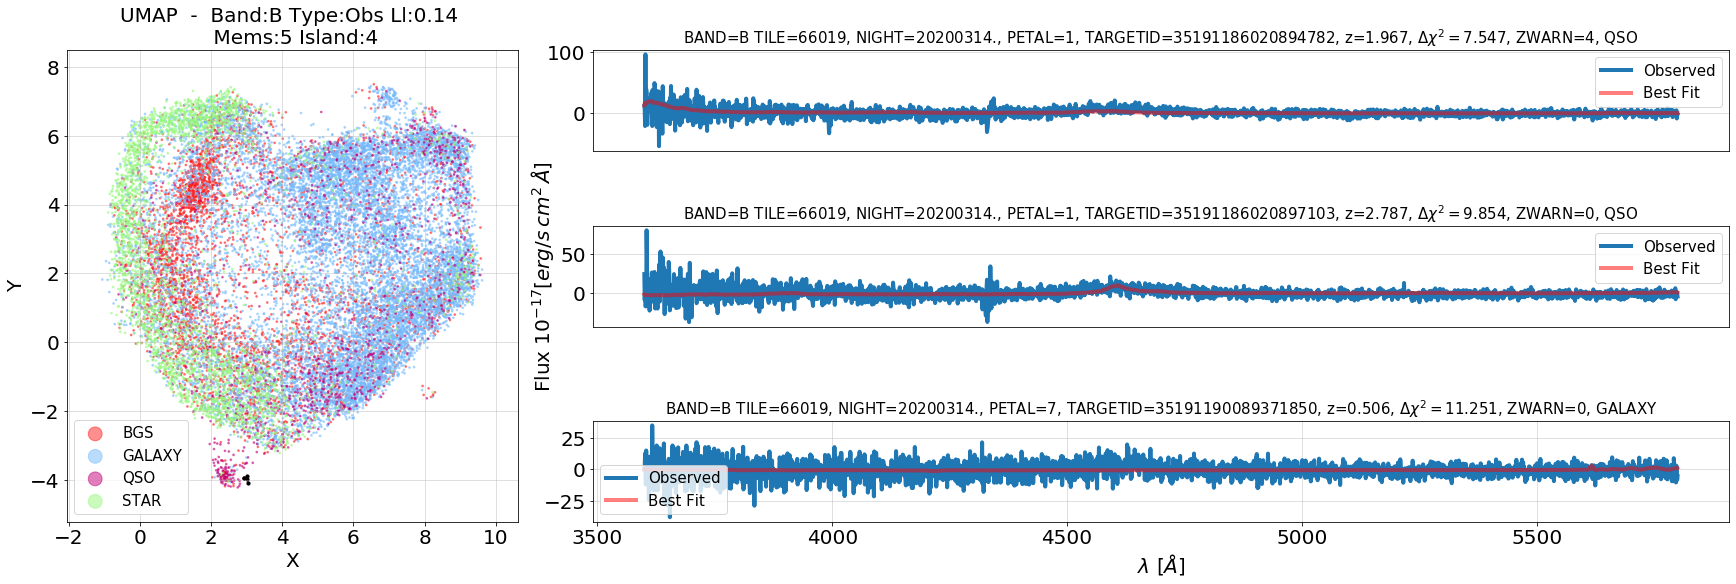 UMAP - Band:B Type:Obs Ll:0.14
Mems:5 Island:4
8
6
4
2
0
−2
−4
Y
BGS
GALAXY
QSO
STAR
−2
0
2
4
6
8
10
X
Flux 10⁻¹⁷[erg/s cm² Å]
BAND=B TILE=66019, NIGHT=20200314., PETAL=1, TARGETID=35191186020894782, z=1.967, Δχ² = 7.547, ZWARN=4, QSO
100
0
Observed
Best Fit
BAND=B TILE=66019, NIGHT=20200314., PETAL=1, TARGETID=35191186020897103, z=2.787, Δχ² = 9.854, ZWARN=0, QSO
50
0
Observed
Best Fit
BAND=B TILE=66019, NIGHT=20200314., PETAL=7, TARGETID=35191190089371850, z=0.506, Δχ² = 11.251, ZWARN=0, GALAXY
25
0
−25
Observed
Best Fit
3500
4000
4500
5000
5500
λ [Å]